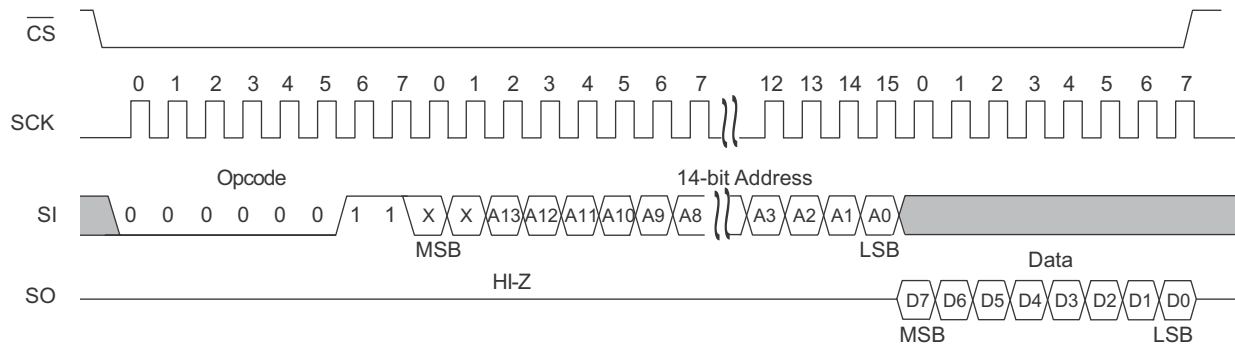 CS
0 1 2 3 4 5 6 7 0 1 2 3 4 5 6 7 12 13 14 15 0 1 2 3 4 5 6 7
SCK
Opcode 14-bit Address
SI 0 0 0 0 0 0 1 1 X X A13 A12 A11 A10 A9 A8 A3 A2 A1 A0
MSB LSB
HI-Z Data
SO D7 D6 D5 D4 D3 D2 D1 D0
MSB LSB